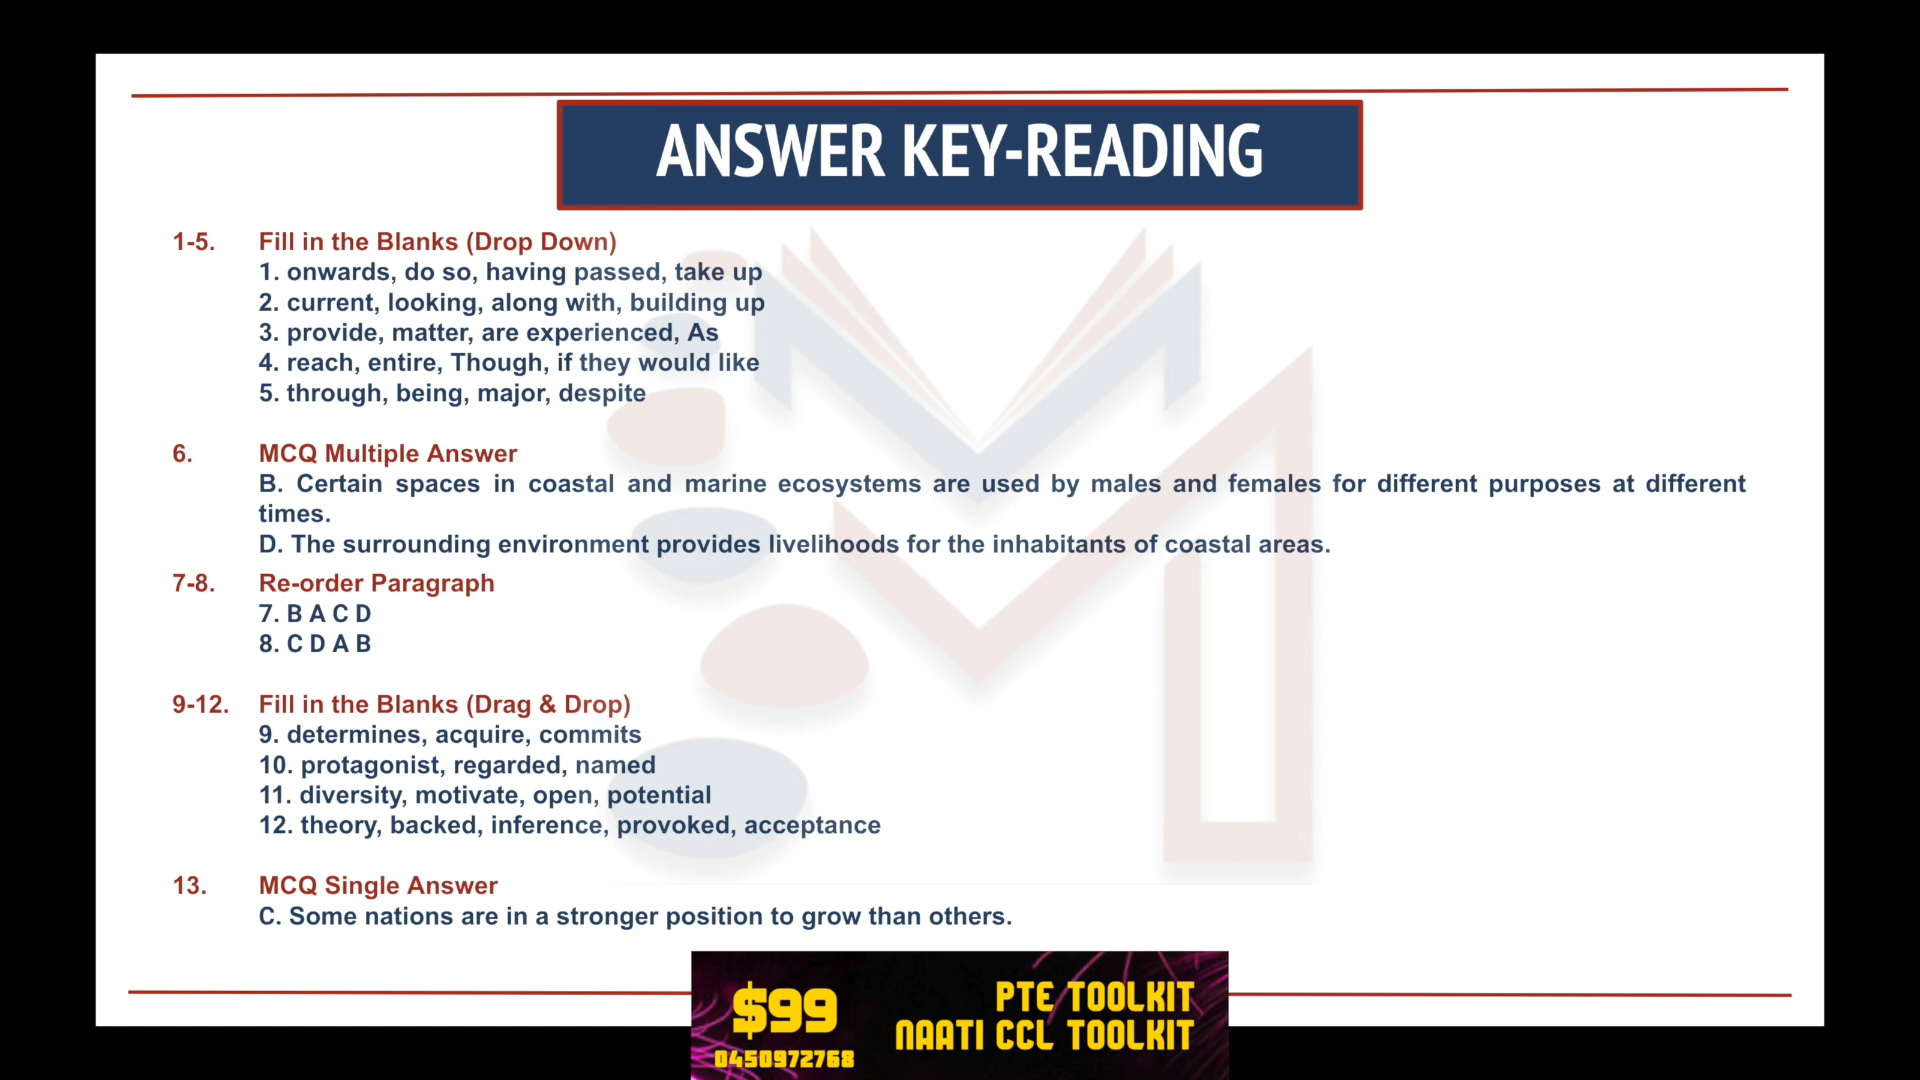 ANSWER KEY-READING
1-5. Fill in the Blanks (Drop Down)
1. onwards, do so, having passed, take up
2. current, looking, along with, building up
3. provide, matter, are experienced, As
4. reach, entire, Though, if they would like
5. through, being, major, despite
6. MCQ Multiple Answer
B. Certain spaces in coastal and marine ecosystems are used by males and females for different purposes at different
times.
D. The surrounding environment provides livelihoods for the inhabitants of coastal areas.
7-8. Re-order Paragraph
7. B A C D
8. C D A B
9-12. Fill in the Blanks (Drag & Drop)
9. determines, acquire, commits
10. protagonist, regarded, named
11. diversity, motivate, open, potential
12. theory, backed, inference, provoked, acceptance
13. MCQ Single Answer
C. Some nations are in a stronger position to grow than others.
$99
0450972768
PTE TOOLKIT
NAATI CCL TOOLKIT